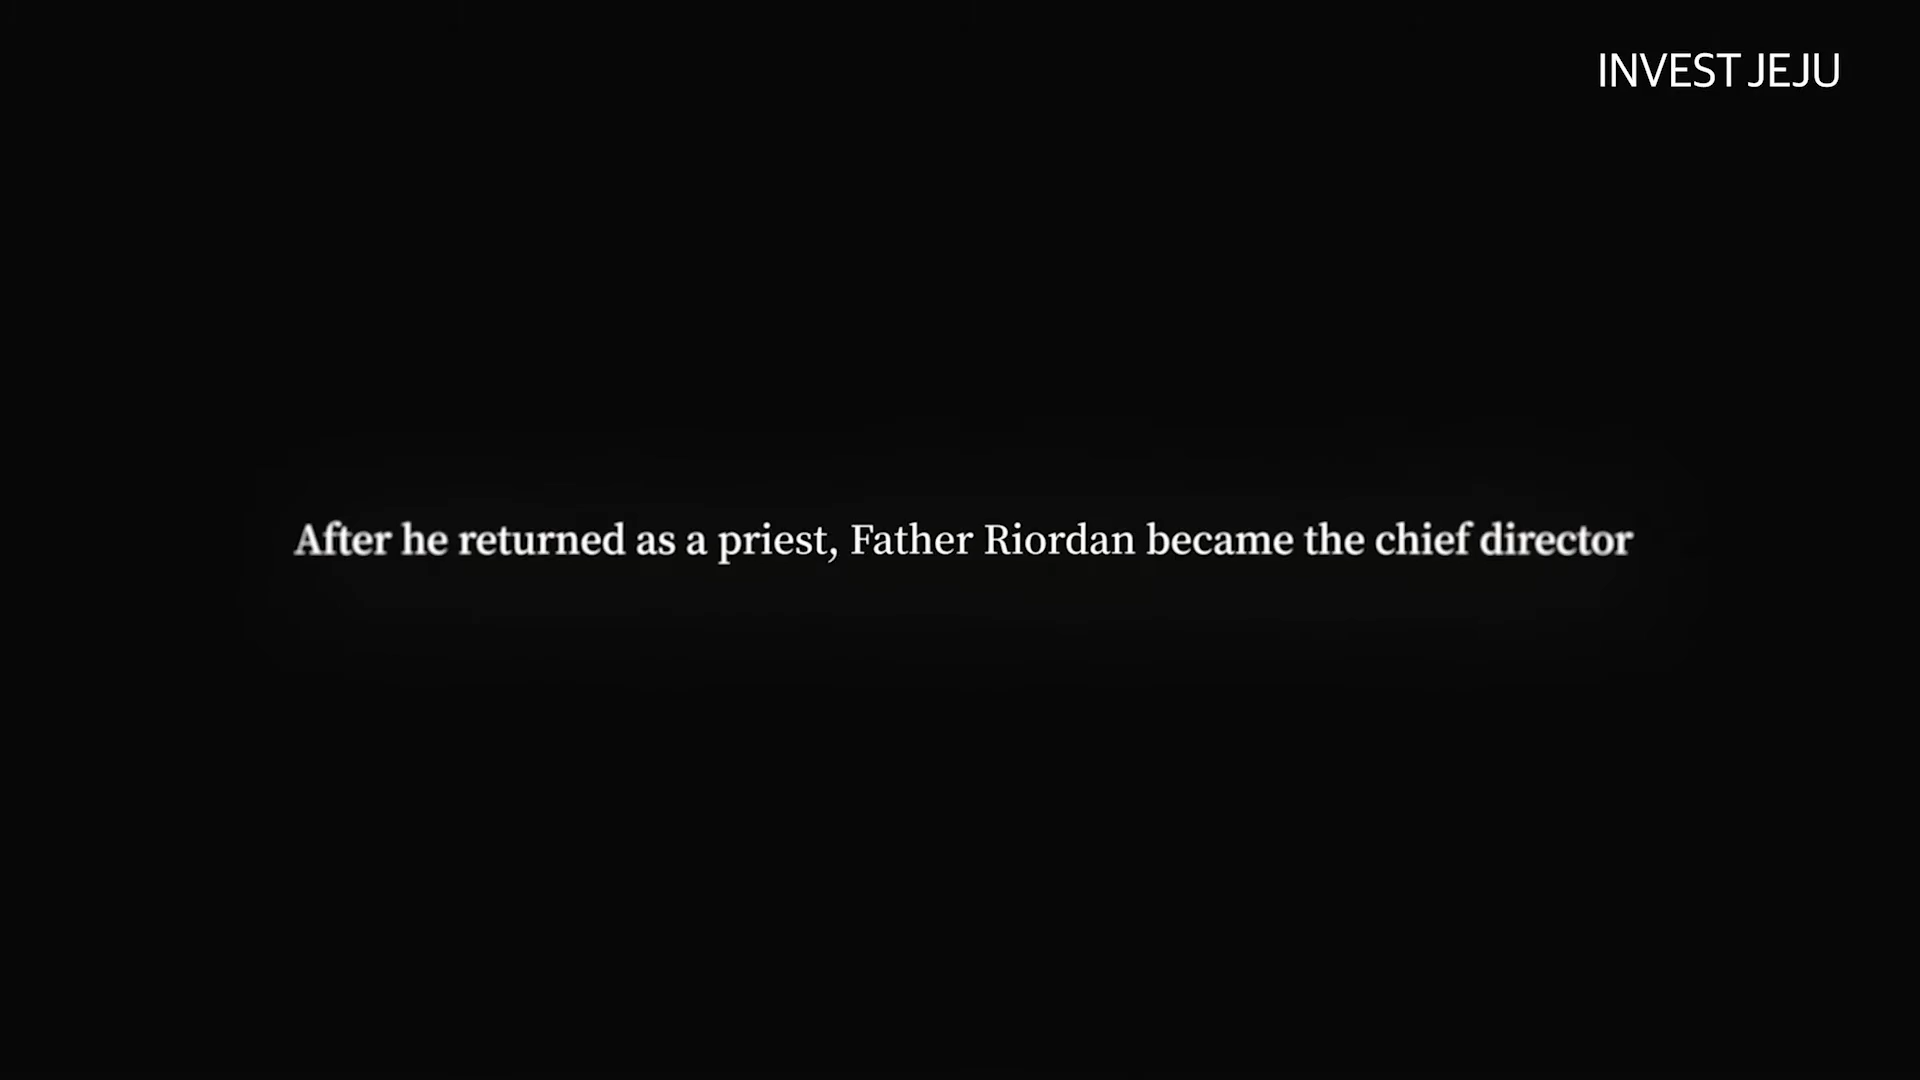 INVEST JEJU
After he returned as a priest, Father Riordan became the chief director